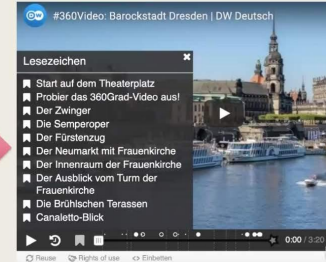 DW #360Video: Barockstadt Dresden | DW Deutsch
Lesezeichen
Start auf dem Theaterplatz
Probier das 360Grad-Video aus!
Der Zwinger
Die Semperoper
Der Fürstenzug
Der Neumarkt mit Frauenkirche
Der Innenraum der Frauenkirche
Der Ausblick vom Turm der
Frauenkirche
Die Brühlschen Terassen
Canaletto-Blick
0:00 / 3:20
Reuse Rights of use <> Einbetten